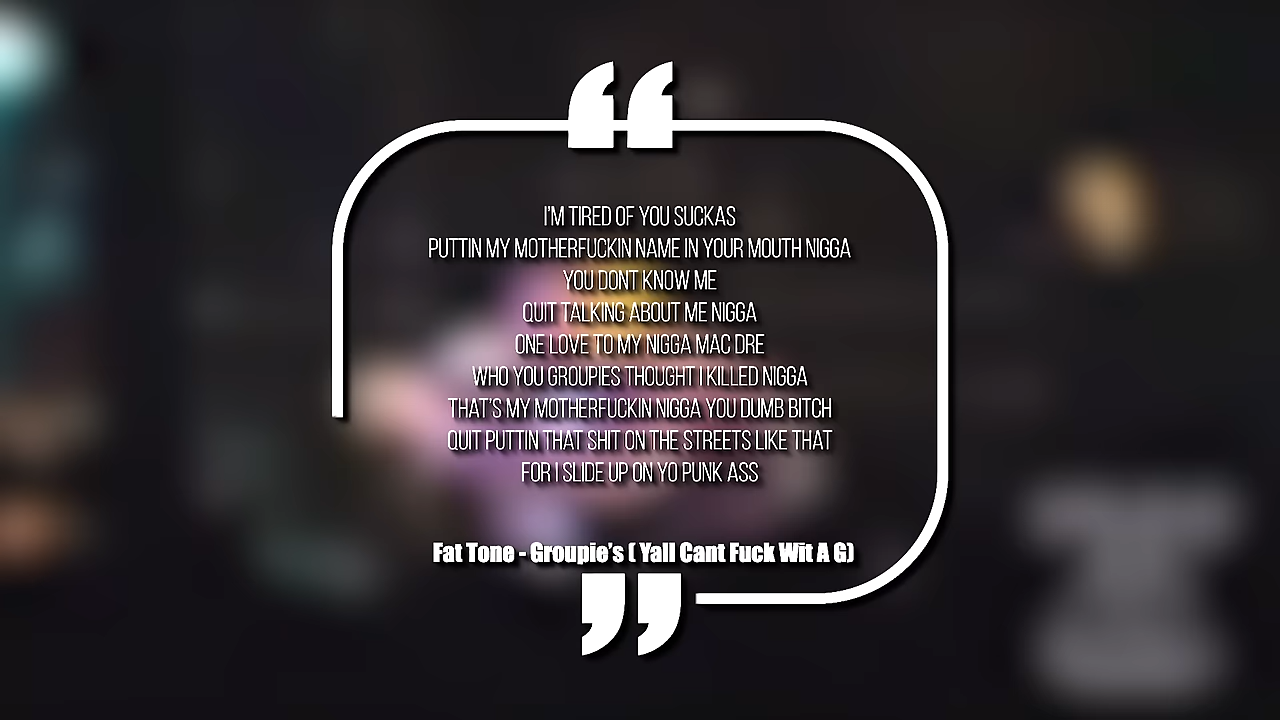 I'M TIRED OF YOU SUCKAS
PUTTIN MY MOTHERFUCKIN NAME IN YOUR MOUTH NIGGA
YOU DONT KNOW ME
QUIT TALKING ABOUT ME NIGGA
ONE LOVE TO MY NIGGA MAC DRE
WHO YOU GROUPIES THOUGHT I KILLED NIGGA
THAT'S MY MOTHERFUCKIN NIGGA YOU DUMB BITCH
QUIT PUTTIN THAT SHIT ON THE STREETS LIKE THAT
FOR I SLIDE UP ON YO PUNK ASS
Fat Tone - Groupie's ( Yall Cant Fuck Wit A G)